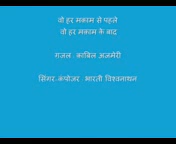 वो हर मक़ाम से पहले
वो हर मक़ाम के बाद
ग़ज़ल क़ाबिल अजमेरी
सिंगर कंपोजर भारती विश्वनाथन